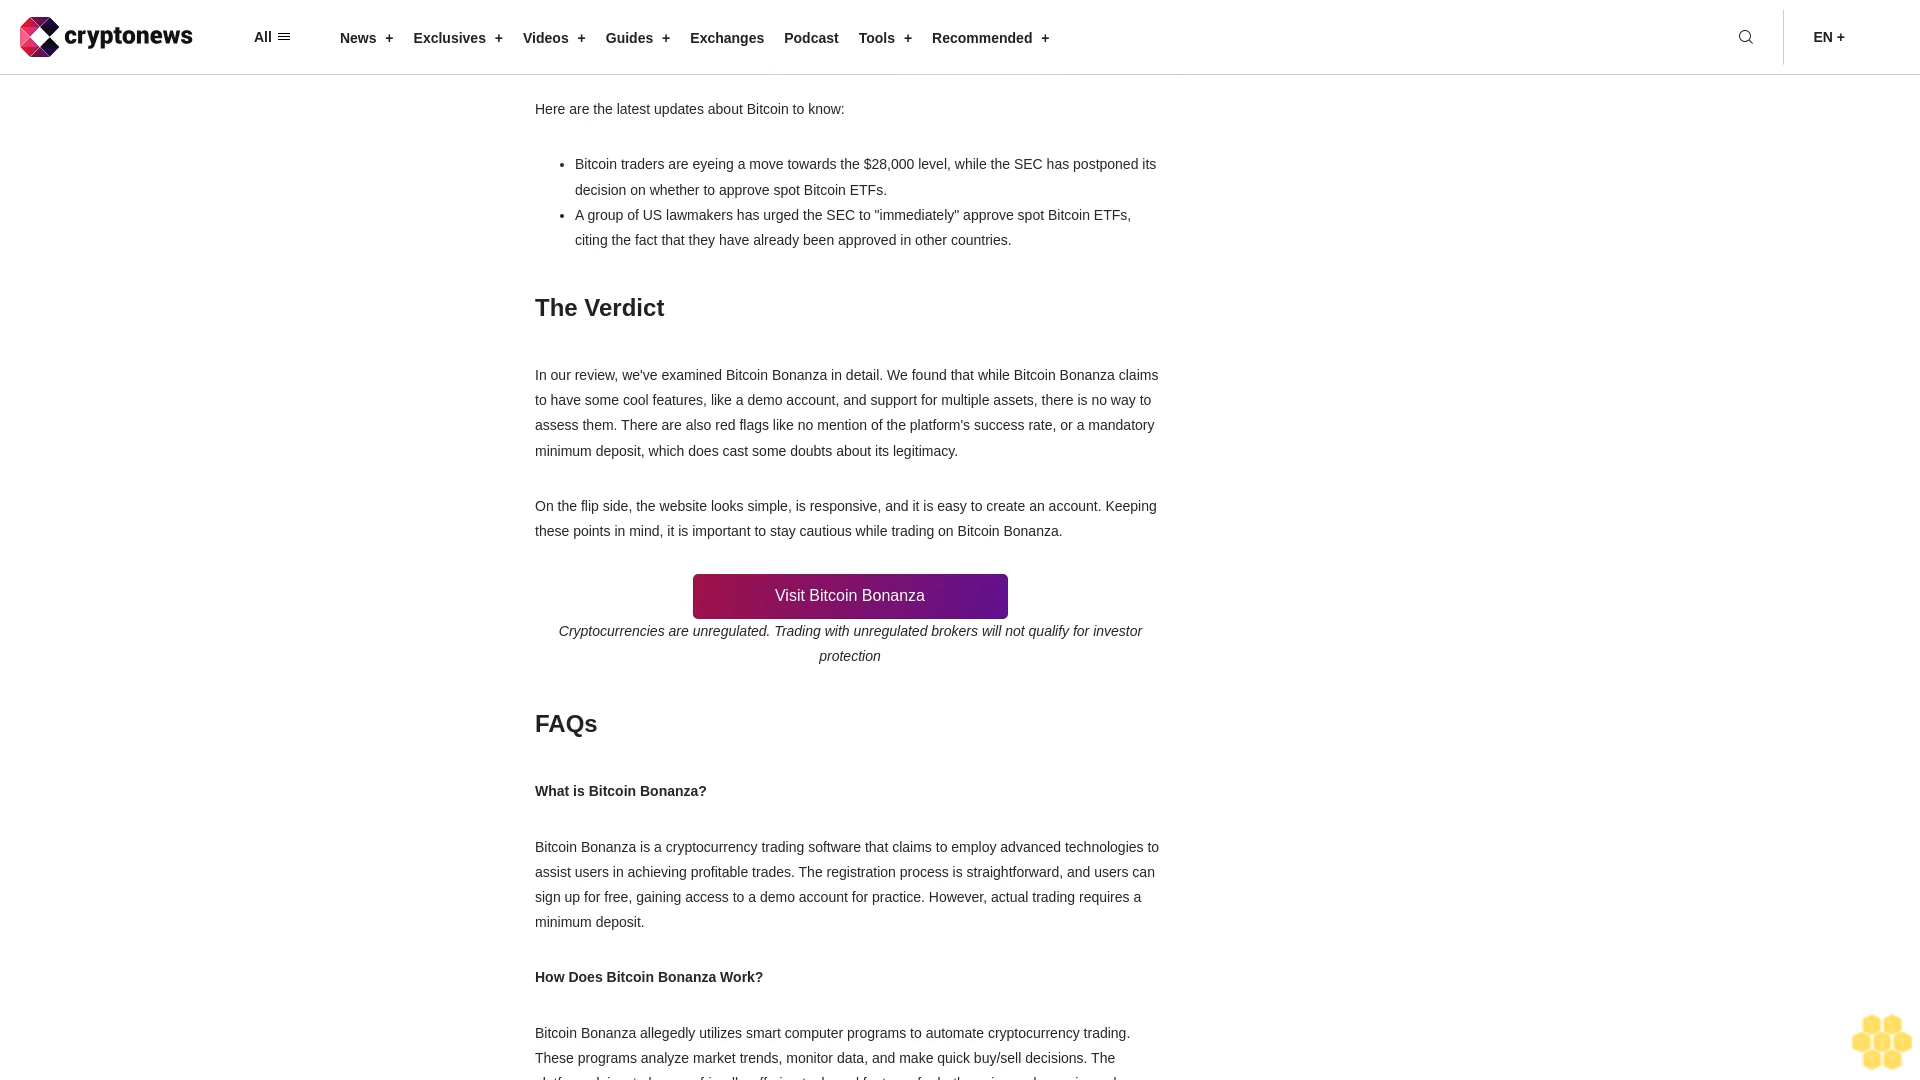 cryptonews
All
News + Exclusives + Videos + Guides + Exchanges Podcast Tools + Recommended +
EN +
Here are the latest updates about Bitcoin to know:
• Bitcoin traders are eyeing a move towards the $28,000 level, while the SEC has postponed its
decision on whether to approve spot Bitcoin ETFs.
• A group of US lawmakers has urged the SEC to "immediately" approve spot Bitcoin ETFs,
citing the fact that they have already been approved in other countries.
The Verdict
In our review, we've examined Bitcoin Bonanza in detail. We found that while Bitcoin Bonanza claims
to have some cool features, like a demo account, and support for multiple assets, there is no way to
assess them. There are also red flags like no mention of the platform's success rate, or a mandatory
minimum deposit, which does cast some doubts about its legitimacy.
On the flip side, the website looks simple, is responsive, and it is easy to create an account. Keeping
these points in mind, it is important to stay cautious while trading on Bitcoin Bonanza.
Visit Bitcoin Bonanza
Cryptocurrencies are unregulated. Trading with unregulated brokers will not qualify for investor
protection
FAQs
What is Bitcoin Bonanza?
Bitcoin Bonanza is a cryptocurrency trading software that claims to employ advanced technologies to
assist users in achieving profitable trades. The registration process is straightforward, and users can
sign up for free, gaining access to a demo account for practice. However, actual trading requires a
minimum deposit.
How Does Bitcoin Bonanza Work?
Bitcoin Bonanza allegedly utilizes smart computer programs to automate cryptocurrency trading.
These programs analyze market trends, monitor data, and make quick buy/sell decisions. The